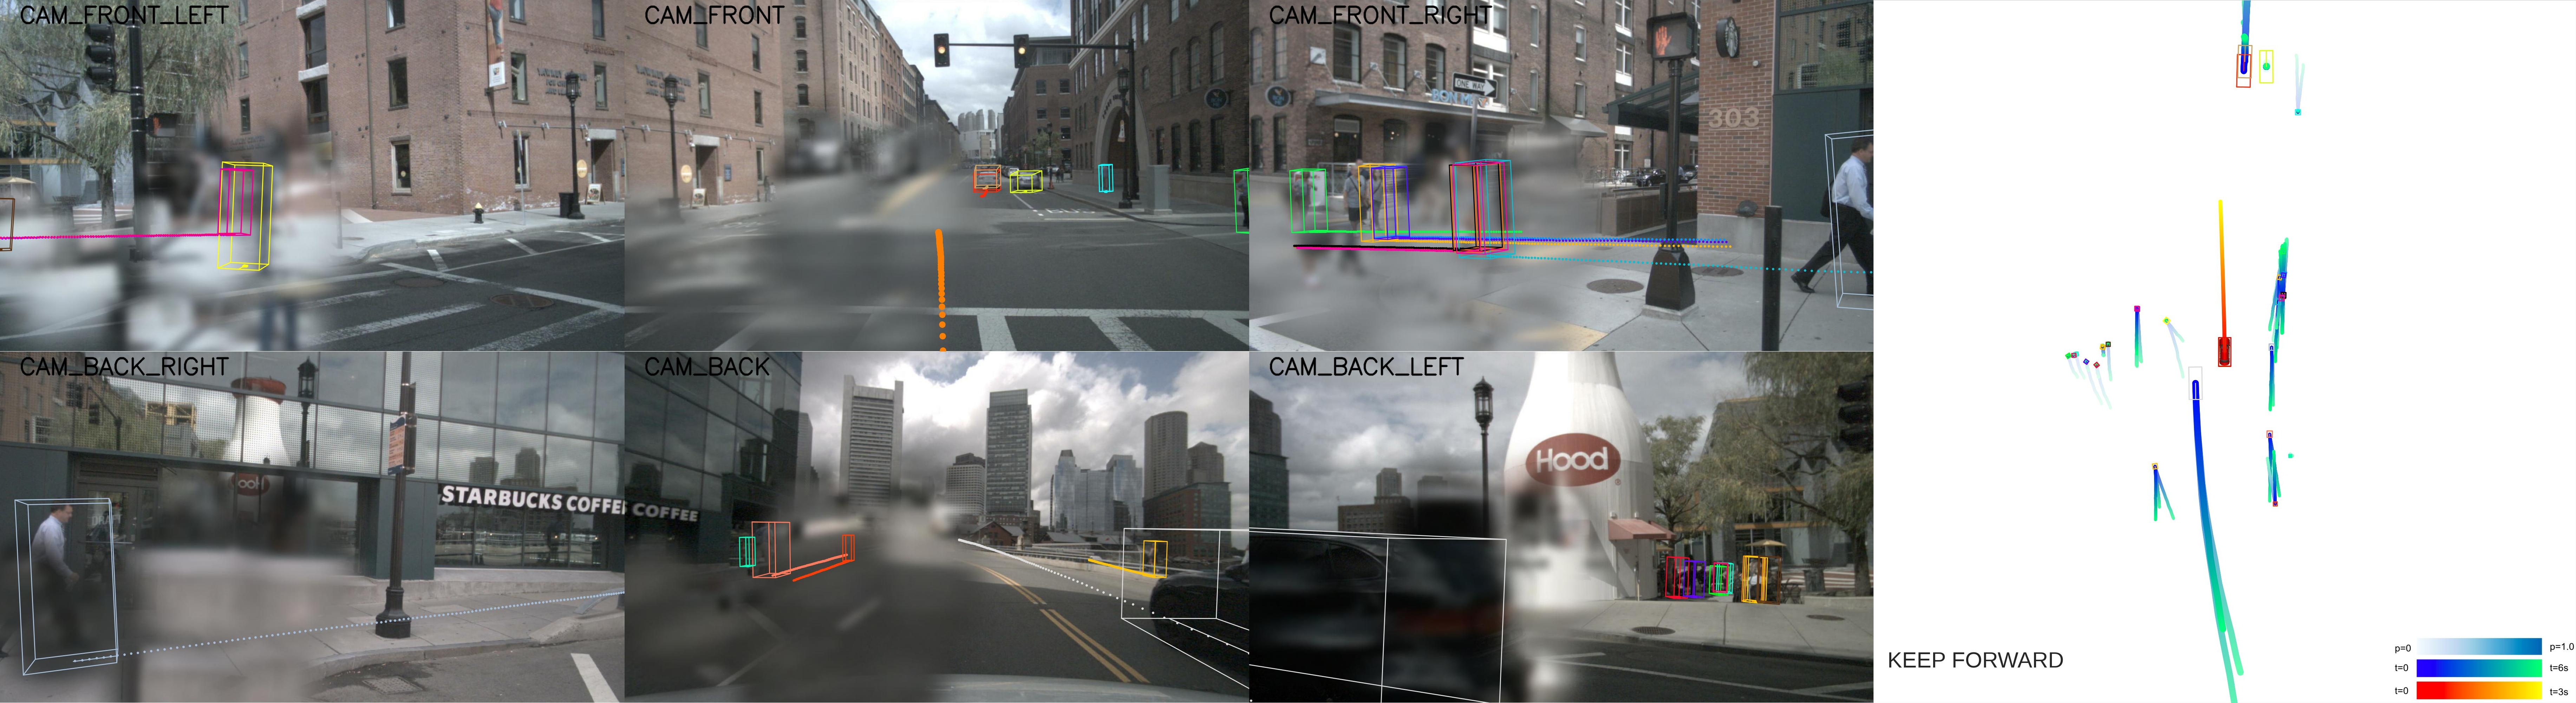 CAM_FRONT_LEFT
CAM_FRONT
CAM_FRONT_RIGHT
ONE WAY
303
CAM_BACK_RIGHT
CAM_BACK
CAM_BACK_LEFT
STARBUCKS COFFEE
COFFEE
Hood
KEEP FORWARD
p=0
p=1.0
t=0
t=6s
t=0
t=3s